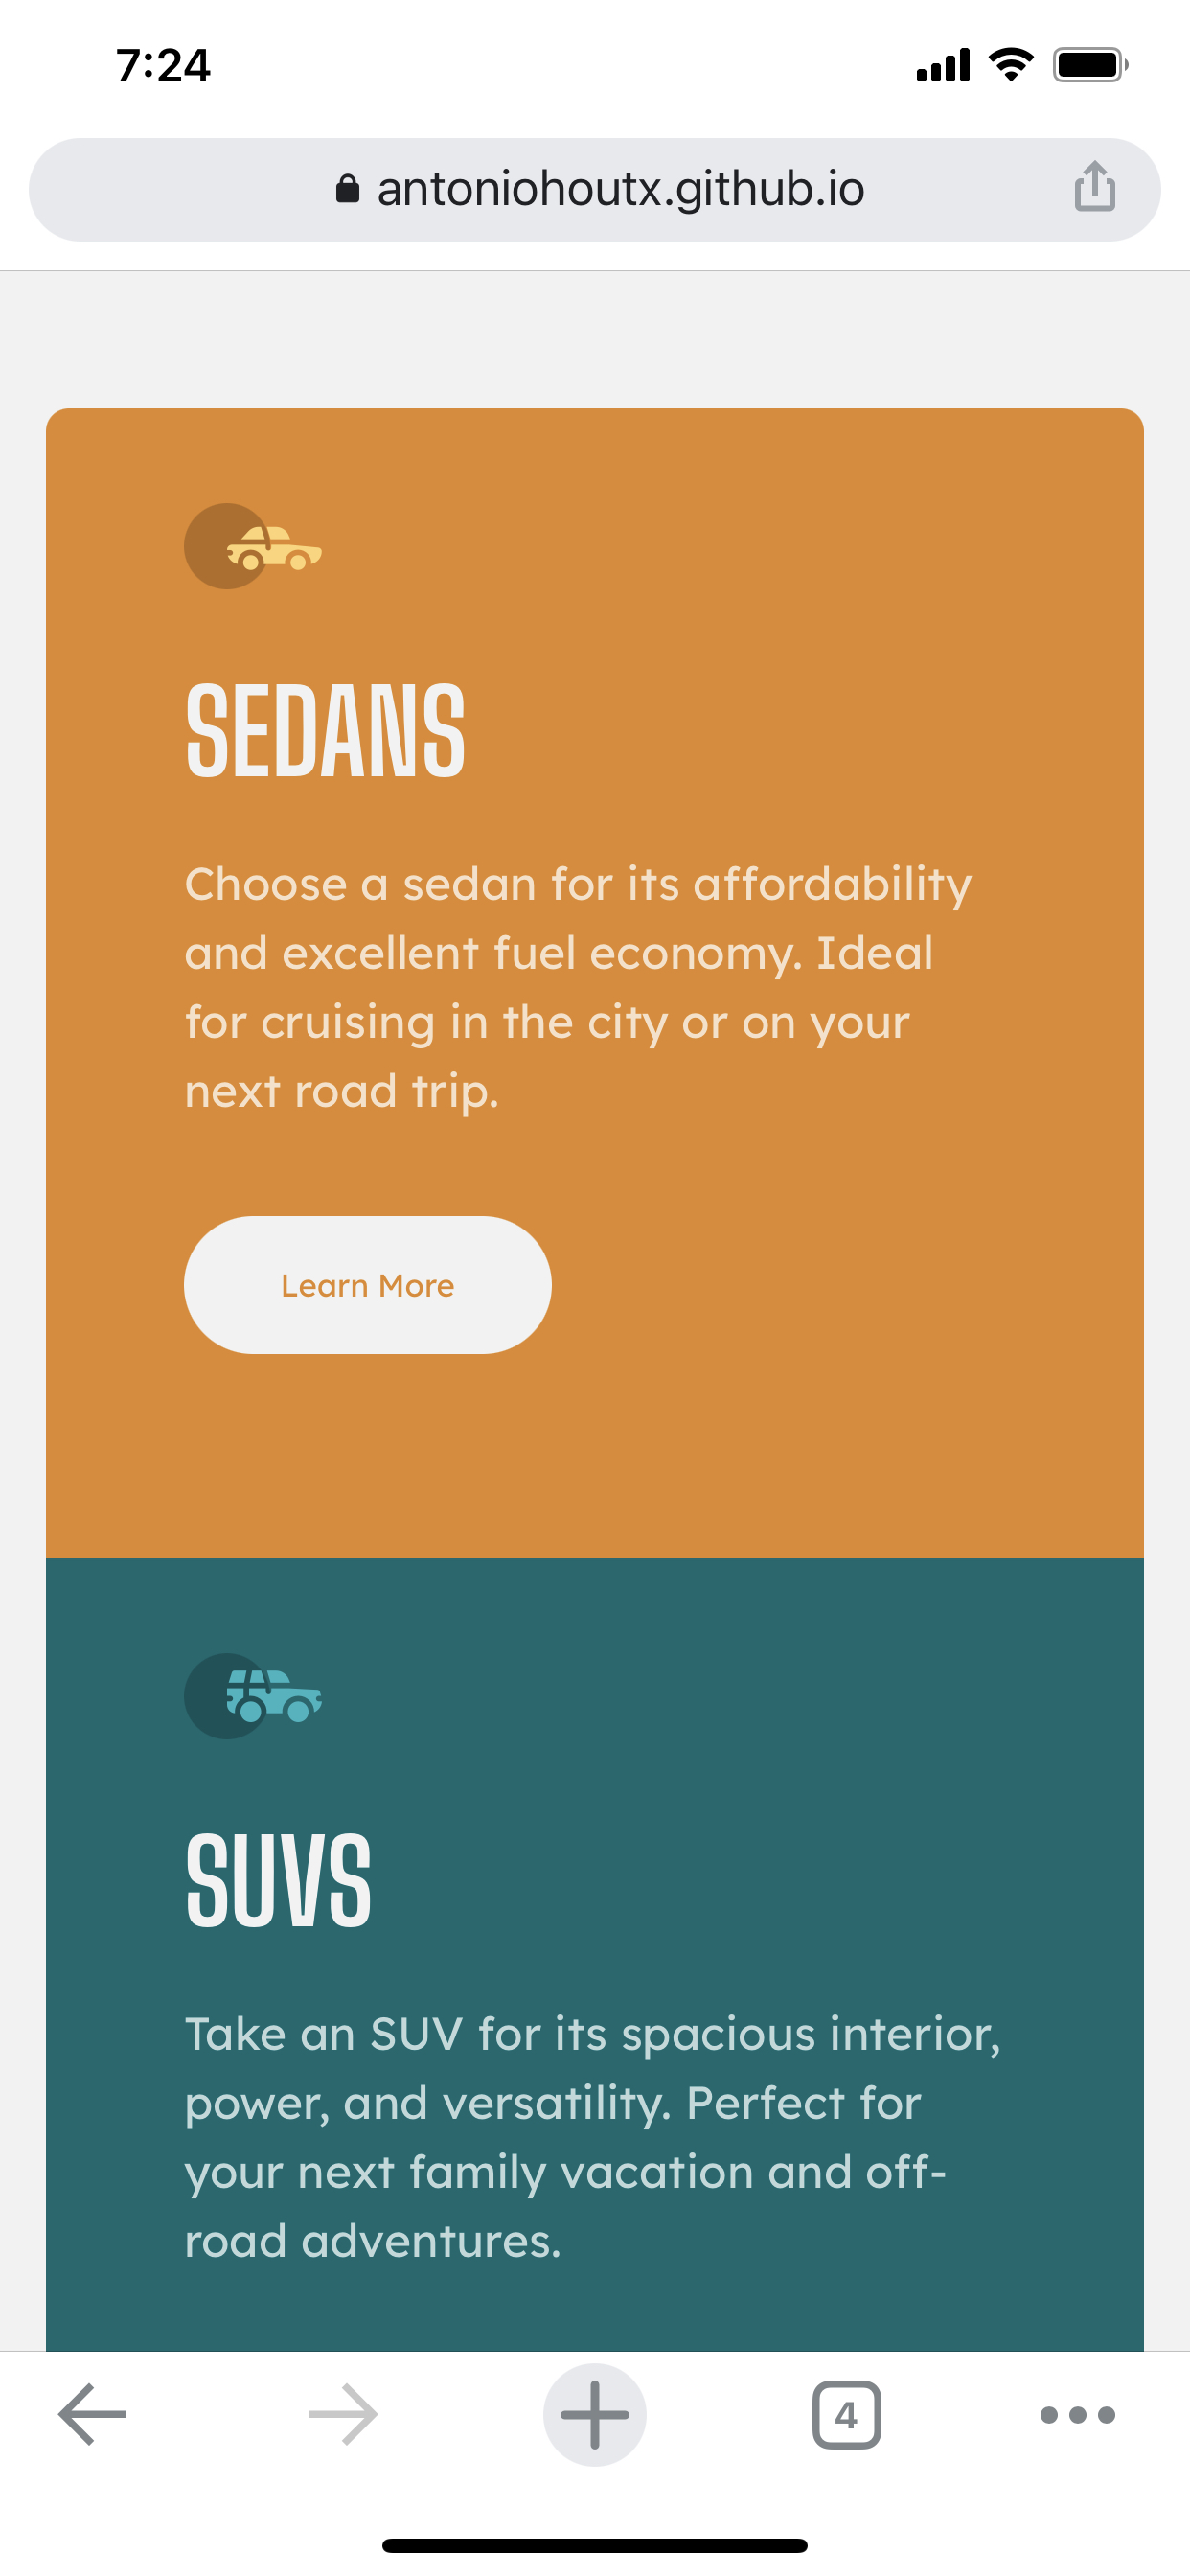 7:24
antoniohoutx.github.io
SEDANS
Choose a sedan for its affordability
and excellent fuel economy. Ideal
for cruising in the city or on your
next road trip.
Learn More
SUVS
Take an SUV for its spacious interior,
power, and versatility. Perfect for
your next family vacation and off-
road adventures.
4